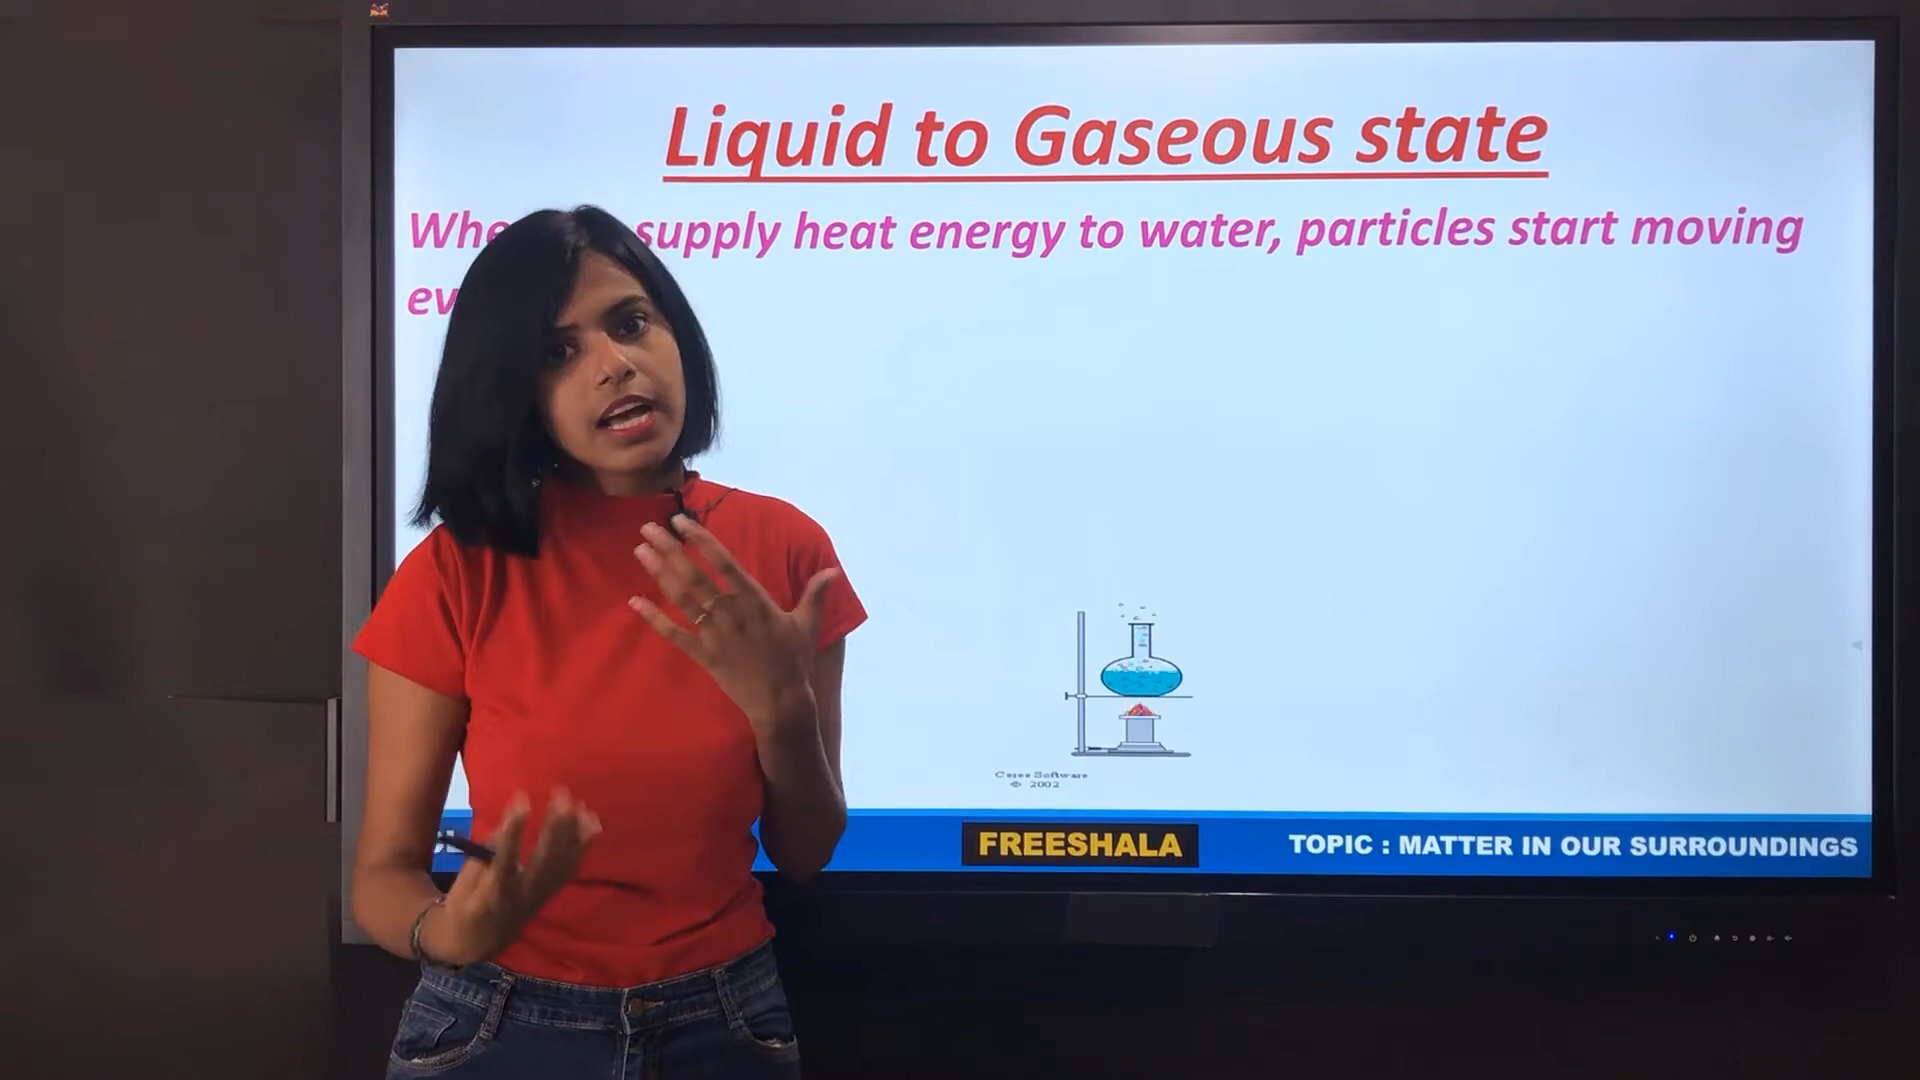 Liquid to Gaseous state
supply heat energy to water, particles start moving
FREESHALA
TOPIC : MATTER IN OUR SURROUNDINGS
Software
© 2002